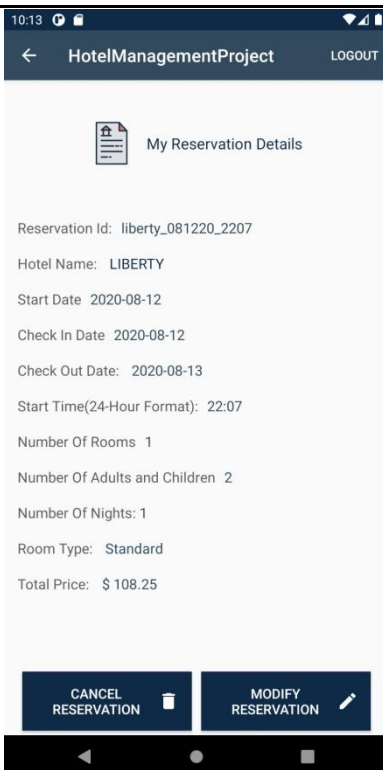 10:13
HotelManagementProject LOGOUT
My Reservation Details
Reservation Id: liberty_081220_2207
Hotel Name: LIBERTY
Start Date 2020-08-12
Check In Date 2020-08-12
Check Out Date: 2020-08-13
Start Time(24-Hour Format): 22:07
Number Of Rooms 1
Number Of Adults and Children 2
Number Of Nights: 1
Room Type: Standard
Total Price: $ 108.25
CANCEL
RESERVATION
MODIFY
RESERVATION